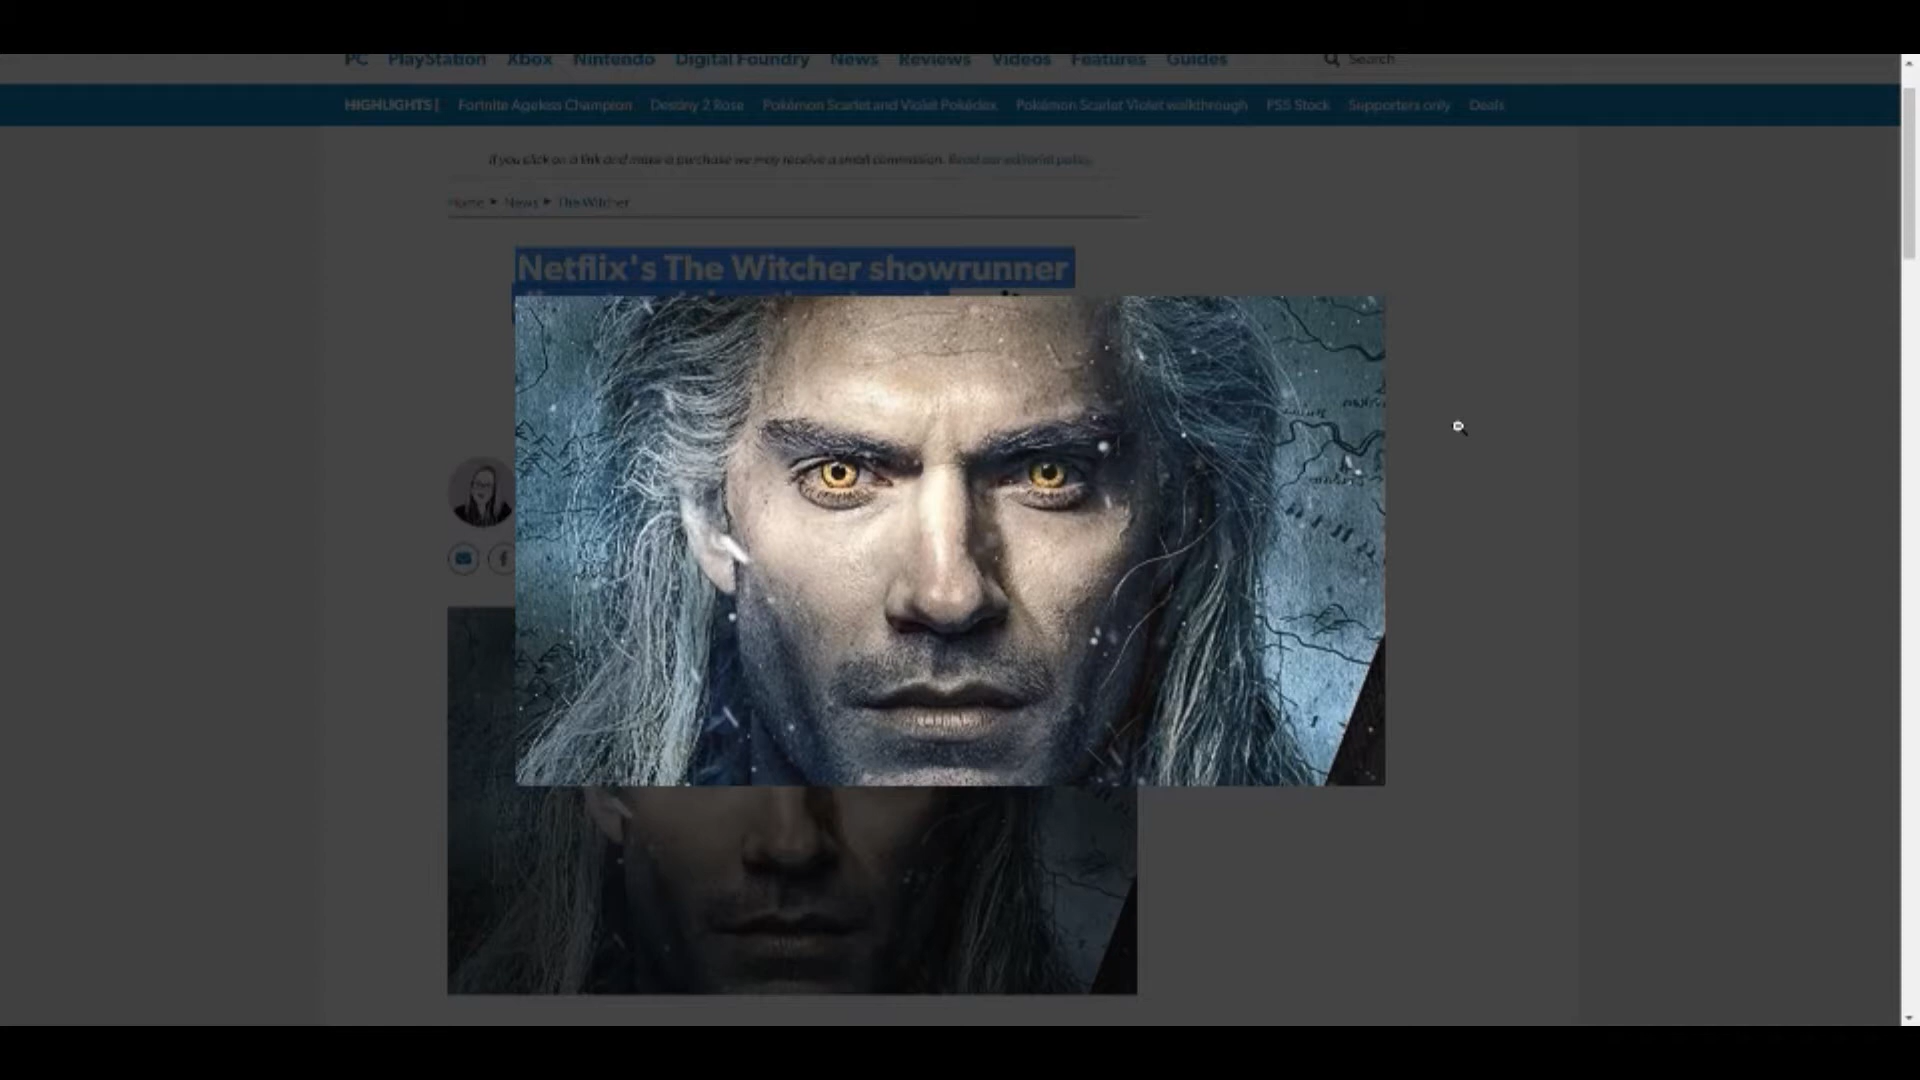 PC PlayStation Xbox Nintendo Digital Foundry News Reviews Videos Features Guides Search
HIGHLIGHTS | Fortnite Ageless Champion Destiny 2 Rose Pokémon Scarlet and Violet Pokédex Pokémon Scarlet Violet walkthrough PS5 Stock Supporters only Deals
If you click on a link and make a purchase we may receive a small commission. Read our editorial policy.
Home News The Witcher
Netflix's The Witcher showrunner